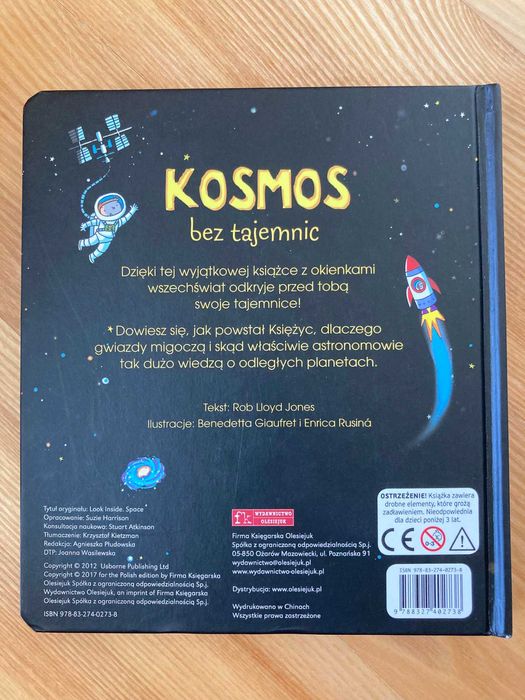 KOSMOS
bez tajemnic
Dzięki tej wyjątkowej książce z okienkami
wszechświat odkryje przed tobą
swoje tajemnice!
* Dowiesz się, jak powstał Księżyc, dlaczego
gwiazdy migoczą i skąd właściwie astronomowie
tak dużo wiedzą o odległych planetach.
Tekst: Rob Lloyd Jones
Ilustracje: Benedetta Giaufret i Enrica Rusiná
Tytuł oryginału: Look Inside. Space
Opracowanie: Suzie Harrison
Konsultacja naukowa: Stuart Atkinson
Tłumaczenie: Krzysztof Kietzman
Redakcja: Agnieszka Płudowska
DTP: Joanna Wasilewska
Copyright © 2012 Usborne Publishing Ltd
Copyright © 2017 for the Polish edition by Firma Księgarska
Olesiejuk Spółka z ograniczoną odpowiedzialnością Sp.j.
Wydawnictwo Olesiejuk, an imprint of Firma Księgarska
Olesiejuk Spółka z ograniczoną odpowiedzialnością Sp.j.
ISBN 978-83-274-0273-8
fk WYDAWNICTWO
OLESIEJUK
Firma Księgarska Olesiejuk
Spółka z ograniczoną odpowiedzialnością Sp.j.
05-850 Ożarów Mazowiecki, ul. Poznańska 91
wydawnictwo@olesiejuk.pl
www.wydawnictwo-olesiejuk.pl
Dystrybucja: www.olesiejuk.pl
Wydrukowano w Chinach
Wszystkie prawa zastrzeżone
OSTRZEŻENIE! Książka zawiera
drobne elementy, które grożą
zadławieniem. Nieodpowiednia
dla dzieci poniżej 3 lat.
CE
0-3
ISBN 978-83-274-0273-8
9 788327 402738